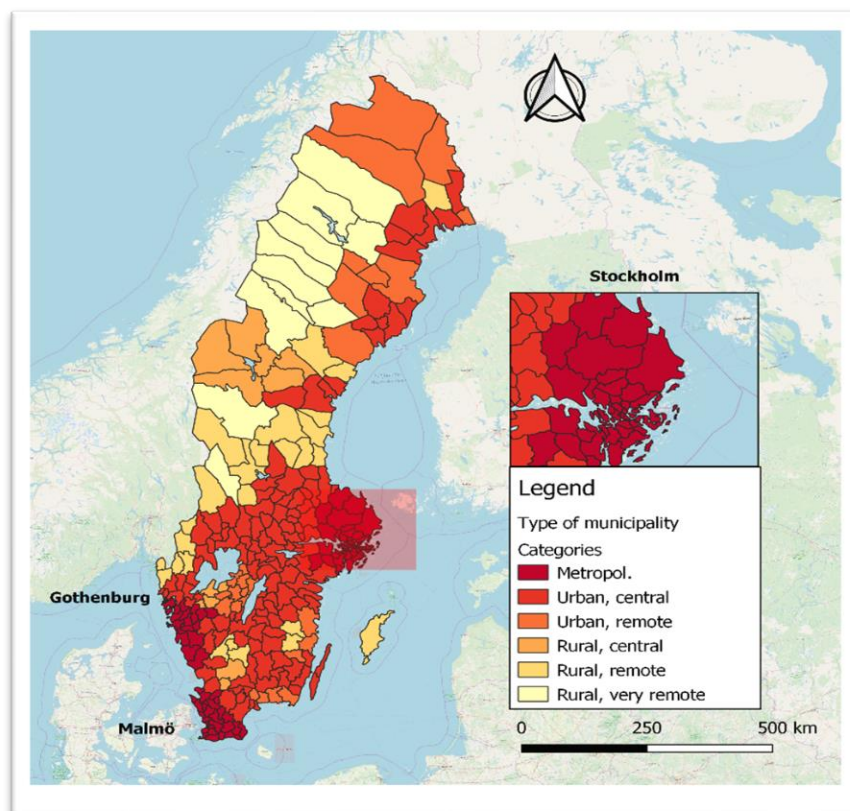 Stockholm
Gothenburg
Malmö
Legend
Type of municipality
Categories
Metropol.
Urban, central
Urban, remote
Rural, central
Rural, remote
Rural, very remote
0 250 500 km